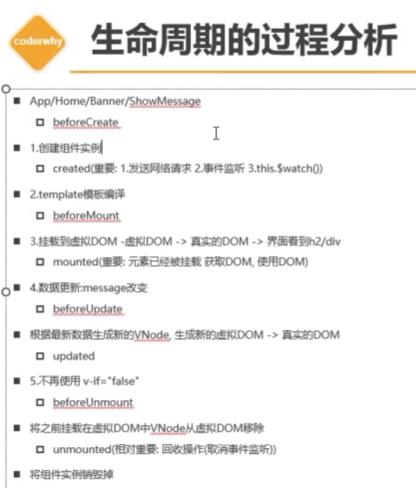 coderwhy
生命周期的过程分析
App/Home/Banner/ShowMessage
beforeCreate
1.创建组件实例
created(重要: 1.发送网络请求 2.事件监听 3.this.$watch())
2.template模板编译
beforeMount
3.挂载到虚拟DOM -虚拟DOM -> 真实的DOM -> 界面看到h2/div
mounted(重要: 元素已经被挂载 获取DOM, 使用DOM)
4.数据更新:message改变
beforeUpdate
根据最新数据生成新的VNode, 生成新的虚拟DOM -> 真实的DOM
updated
5.不再使用 v-if="false"
beforeUnmount
将之前挂载在虚拟DOM中VNode从虚拟DOM移除
unmounted(相对重要: 回收操作(取消事件监听))
将组件实例销毁掉